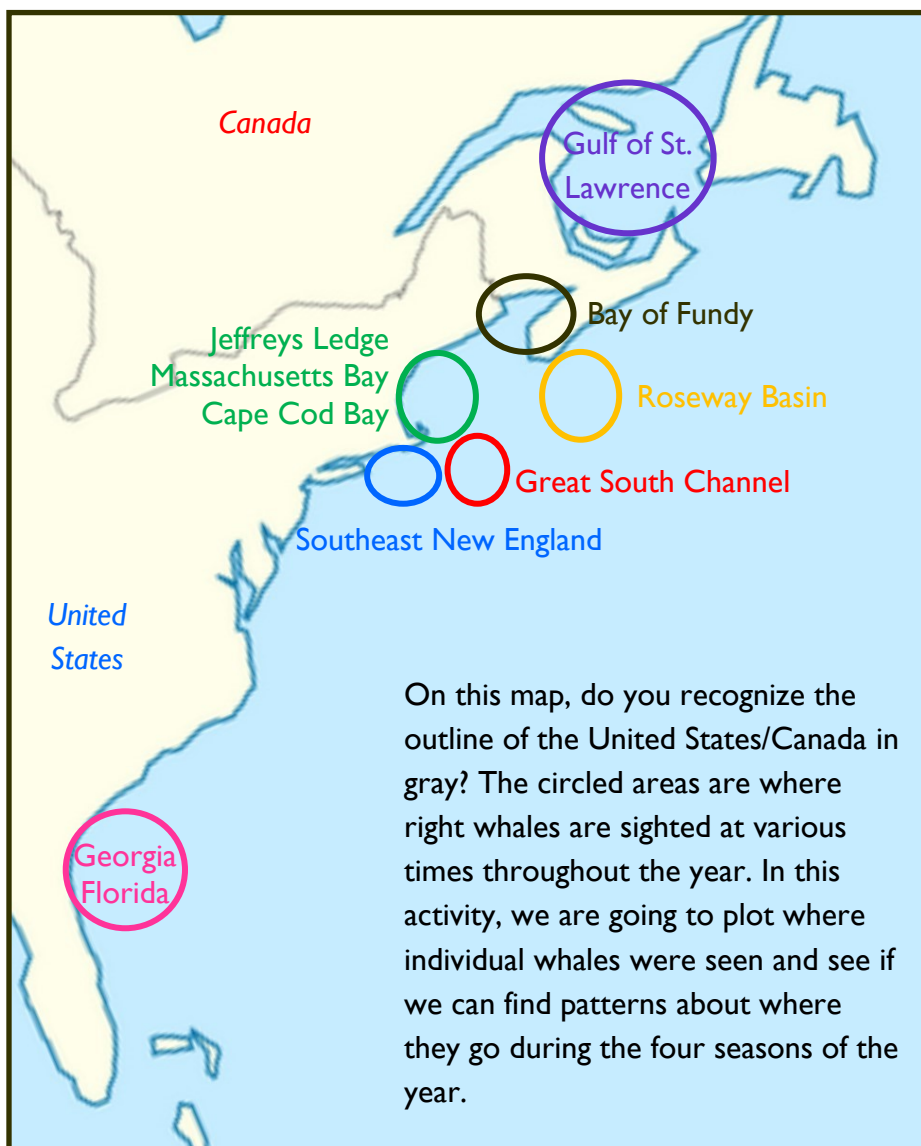 Canada
Gulf of St.
Lawrence
Bay of Fundy
Jeffreys Ledge
Massachusetts Bay
Cape Cod Bay
Roseway Basin
Great South Channel
Southeast New England
United
States
On this map, do you recognize the
outline of the United States/Canada in
gray? The circled areas are where
right whales are sighted at various
times throughout the year. In this
activity, we are going to plot where
individual whales were seen and see if
we can find patterns about where
they go during the four seasons of the
year.
Georgia
Florida